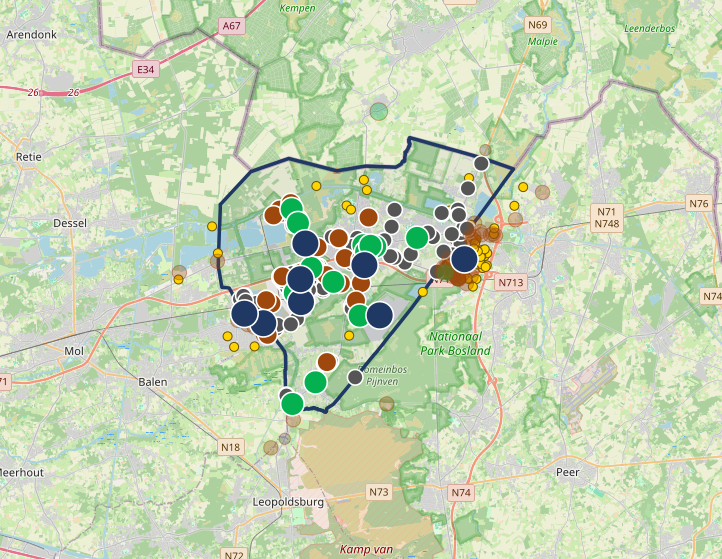 Kempen
Arendonk
A67
N69
Malpie
Leenderbos
E34
26
26
Retie
Dessel
N71
N748
N76
N713
N74
Nationaal
Park Bosland
Mol
Balen
71
Pijnven
N18
Peer
N73
N74
Leopoldsburg
Kamp van
N72